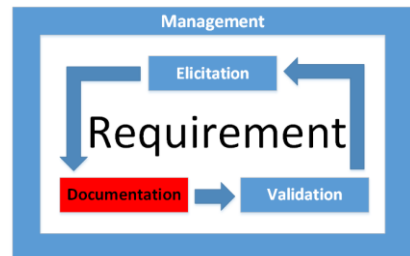 Management
Elicitation
Requirement
Documentation
Validation